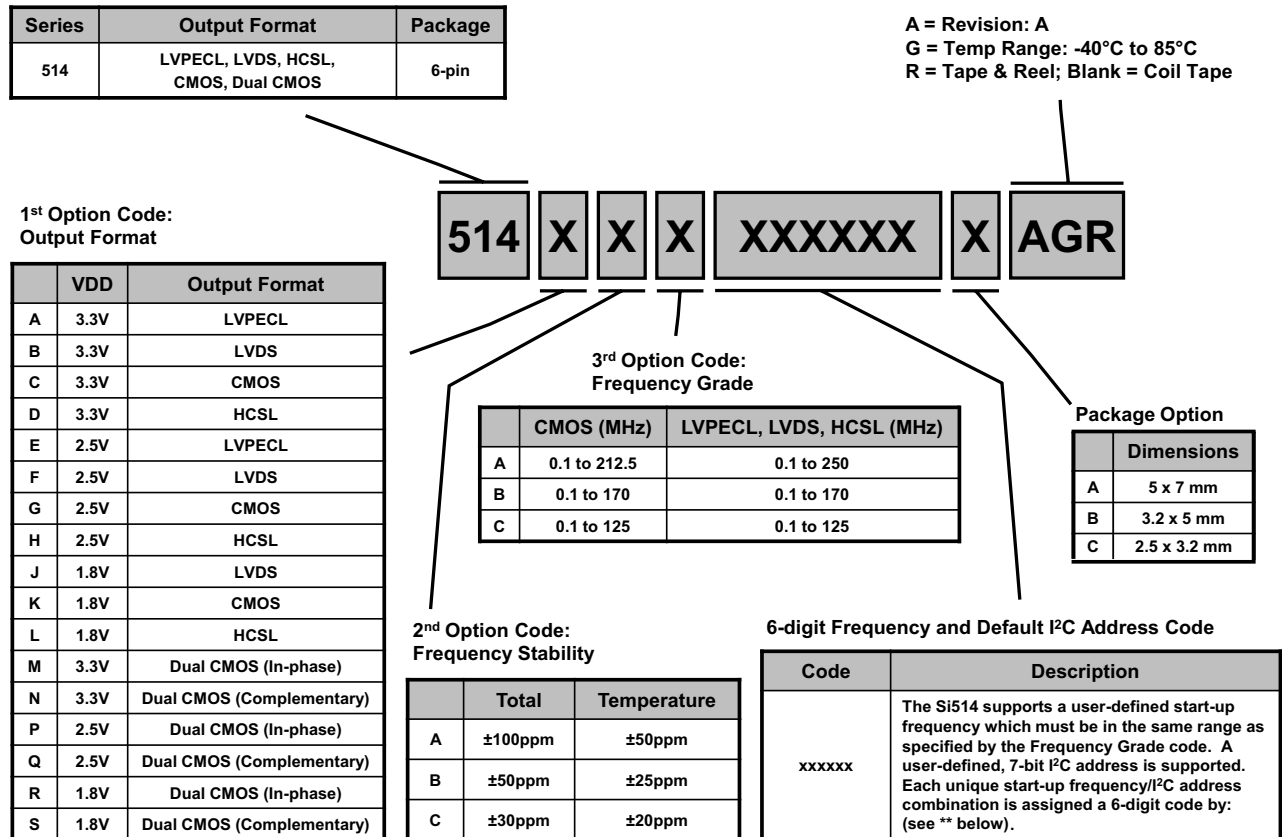 Series Output Format Package
514 LVPECL, LVDS, HCSL, CMOS, Dual CMOS 6-pin
A = Revision: A
G = Temp Range: -40°C to 85°C
R = Tape & Reel; Blank = Coil Tape
514 X X X XXXXXX X AGR
1st Option Code:
Output Format
VDD Output Format
A 3.3V LVPECL
B 3.3V LVDS
C 3.3V CMOS
D 3.3V HCSL
E 2.5V LVPECL
F 2.5V LVDS
G 2.5V CMOS
H 2.5V HCSL
J 1.8V LVDS
K 1.8V CMOS
L 1.8V HCSL
M 3.3V Dual CMOS (In-phase)
N 3.3V Dual CMOS (Complementary)
P 2.5V Dual CMOS (In-phase)
Q 2.5V Dual CMOS (Complementary)
R 1.8V Dual CMOS (In-phase)
S 1.8V Dual CMOS (Complementary)
3rd Option Code:
Frequency Grade
CMOS (MHz) LVPECL, LVDS, HCSL (MHz)
A 0.1 to 212.5 0.1 to 250
B 0.1 to 170 0.1 to 170
C 0.1 to 125 0.1 to 125
Package Option
Dimensions
A 5 x 7 mm
B 3.2 x 5 mm
C 2.5 x 3.2 mm
2nd Option Code:
Frequency Stability
Total Temperature
A ±100ppm ±50ppm
B ±50ppm ±25ppm
C ±30ppm ±20ppm
6-digit Frequency and Default I2C Address Code
Code Description
xxxxxx
The Si514 supports a user-defined start-up
frequency which must be in the same range as
specified by the Frequency Grade code. A
user-defined, 7-bit I2C address is supported.
Each unique start-up frequency/I2C address
combination is assigned a 6-digit code by:
(see ** below).